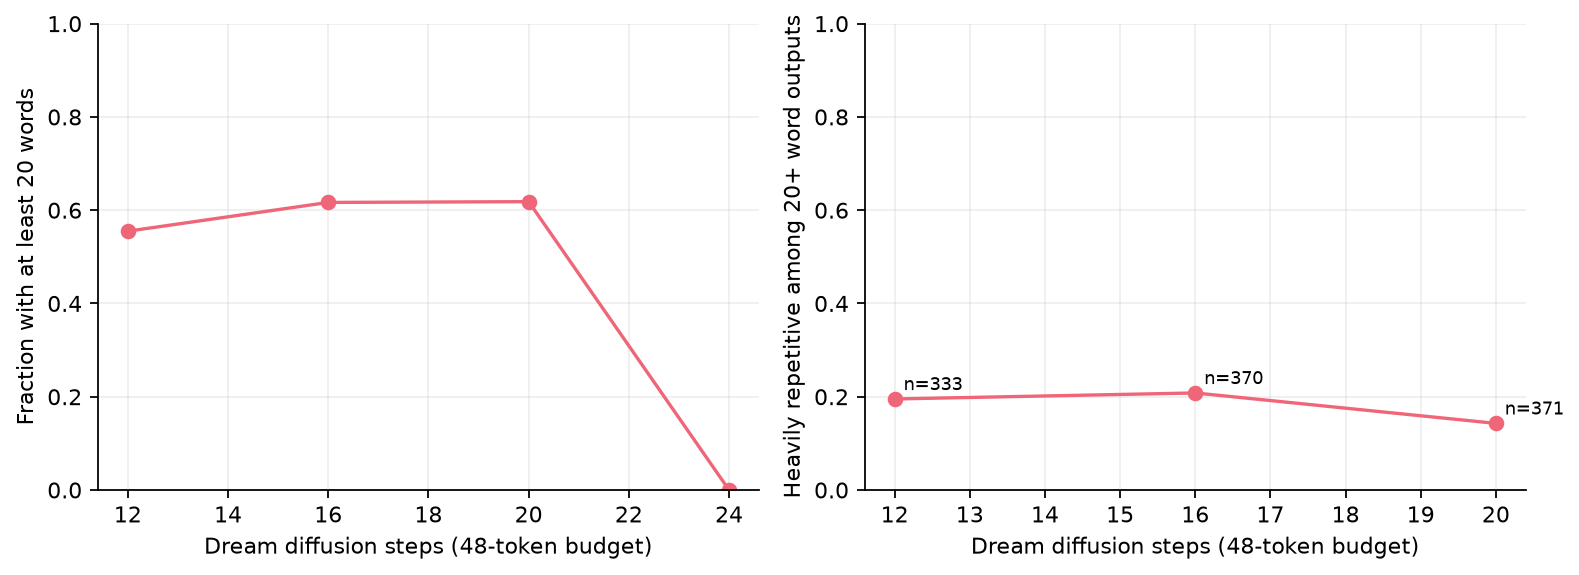 Fraction with at least 20 words
1.0
0.8
0.6
0.4
0.2
0.0
12 14 16 18 20 22 24
Dream diffusion steps (48-token budget)
Heavily repetitive among 20+ word outputs
1.0
0.8
0.6
0.4
0.2
0.0
n=333
n=370
n=371
12 13 14 15 16 17 18 19 20
Dream diffusion steps (48-token budget)